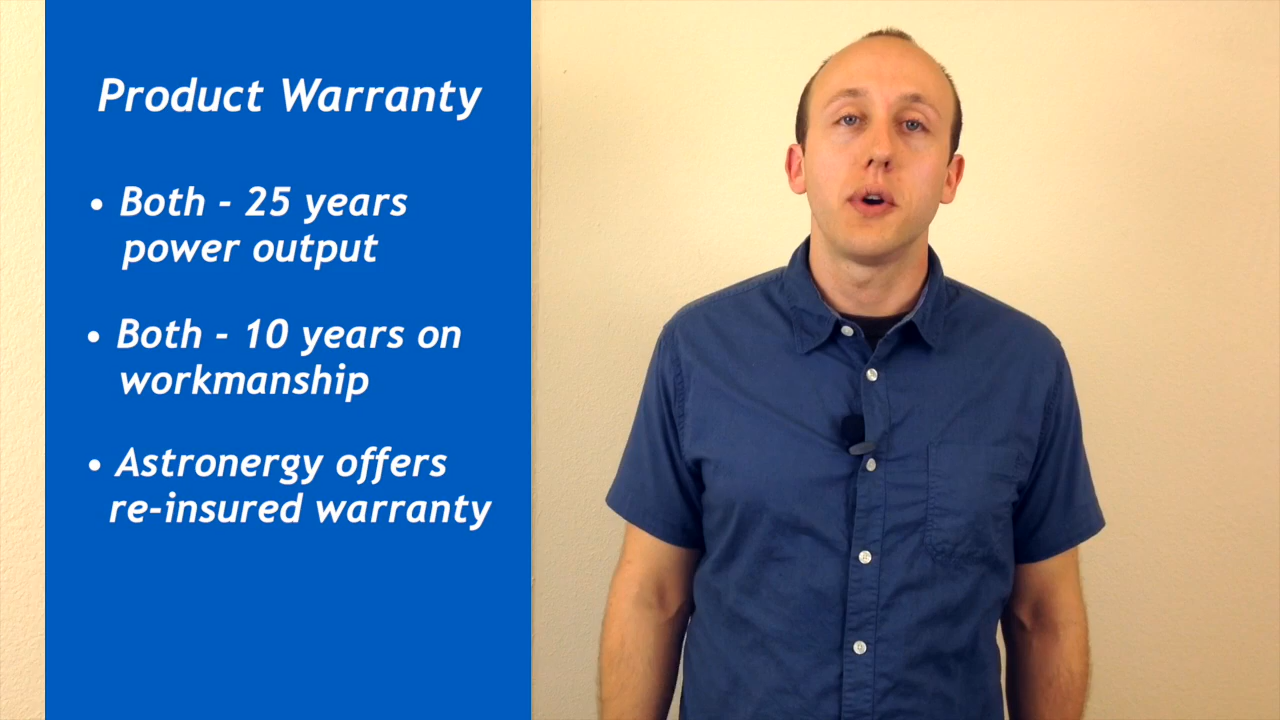 Product Warranty
• Both - 25 years
power output
• Both - 10 years on
workmanship
• Astronergy offers
re-insured warranty